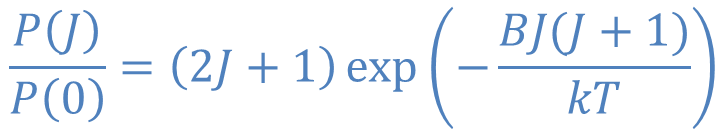 P(J)/P(0) = (2J + 1) exp(−BJ(J + 1)/kT)